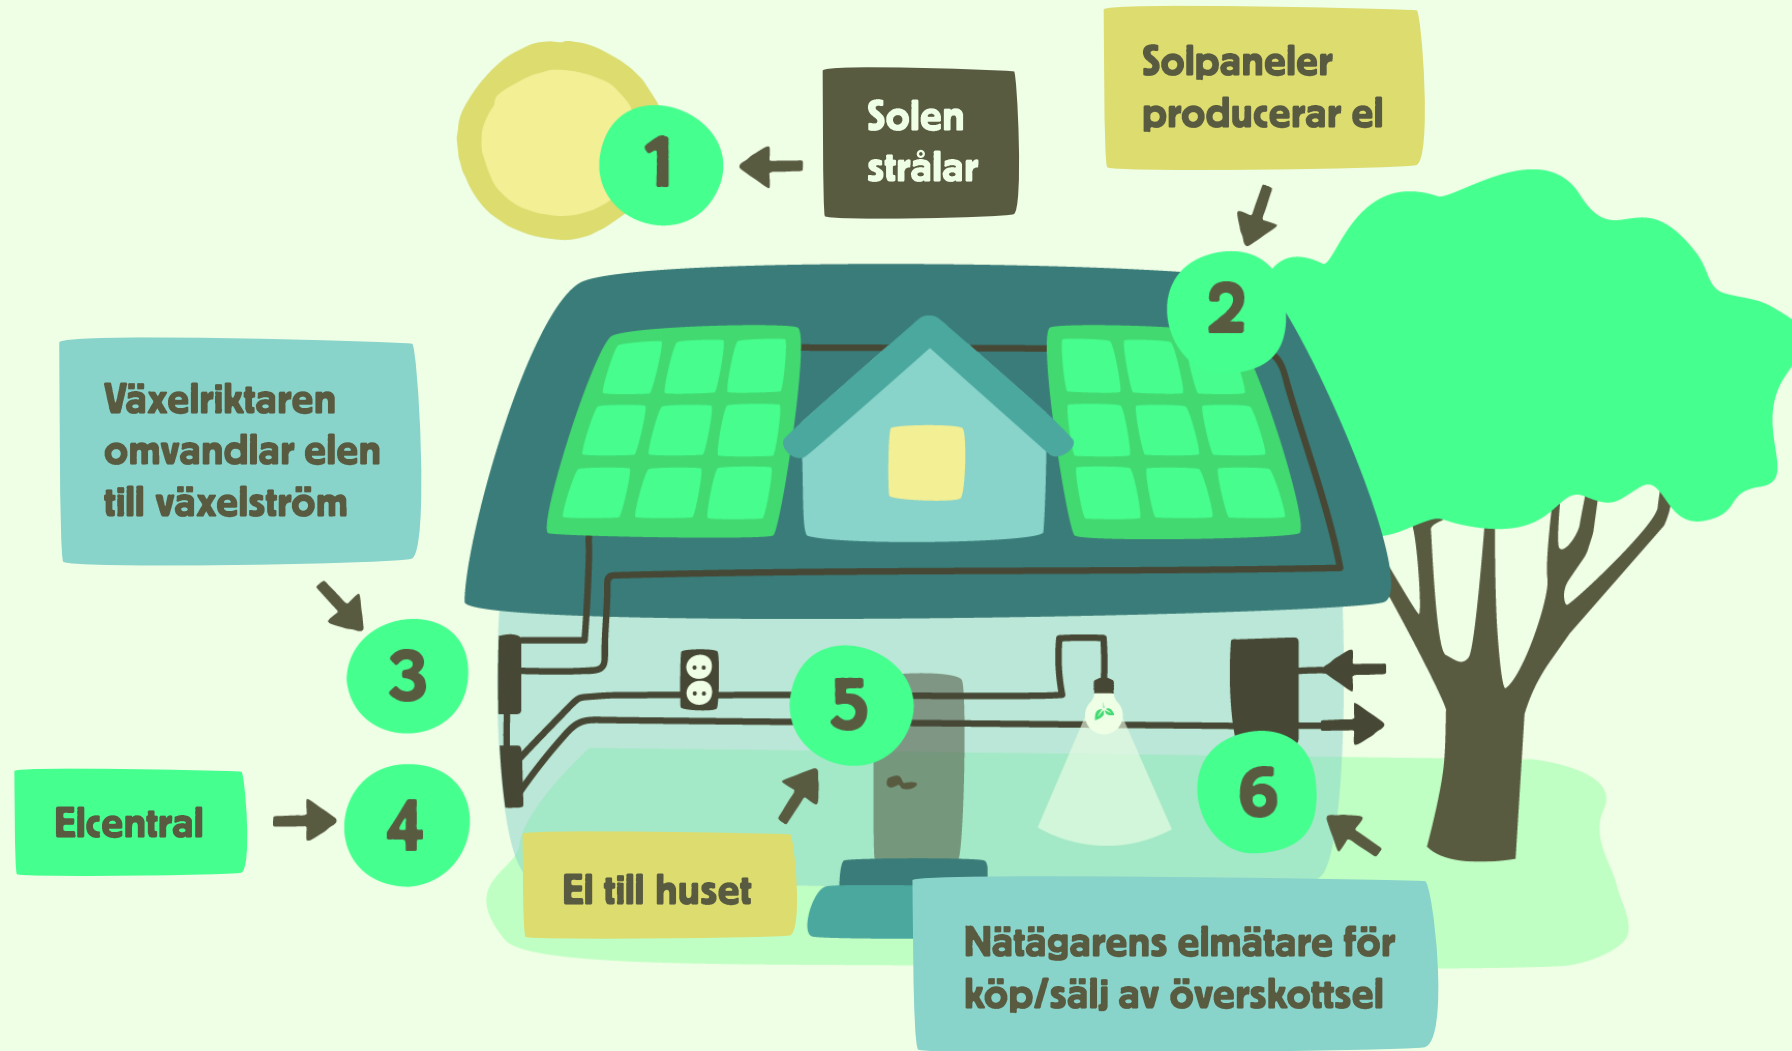 1
Solen
strålar
Solpaneler
producerar el
2
Växelriktaren
omvandlar elen
till växelström
3
Elcentral
4
5
El till huset
6
Nätägarens elmätare för
köp/sälj av överskottsel